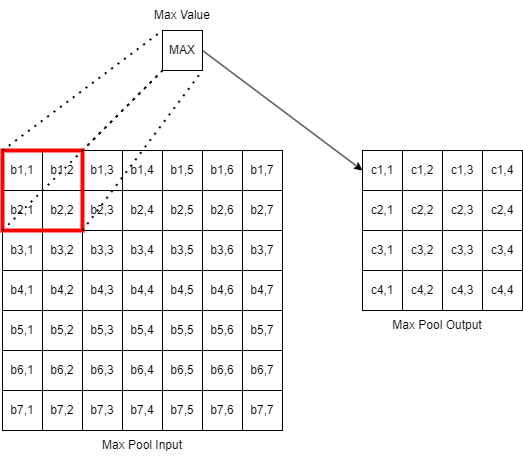 Max Value
MAX
b1,1 b1,2 b1,3 b1,4 b1,5 b1,6 b1,7
b2,1 b2,2 b2,3 b2,4 b2,5 b2,6 b2,7
b3,1 b3,2 b3,3 b3,4 b3,5 b3,6 b3,7
b4,1 b4,2 b4,3 b4,4 b4,5 b4,6 b4,7
b5,1 b5,2 b5,3 b5,4 b5,5 b5,6 b5,7
b6,1 b6,2 b6,3 b6,4 b6,5 b6,6 b6,7
b7,1 b7,2 b7,3 b7,4 b7,5 b7,6 b7,7
Max Pool Input
c1,1 c1,2 c1,3 c1,4
c2,1 c2,2 c2,3 c2,4
c3,1 c3,2 c3,3 c3,4
c4,1 c4,2 c4,3 c4,4
Max Pool Output